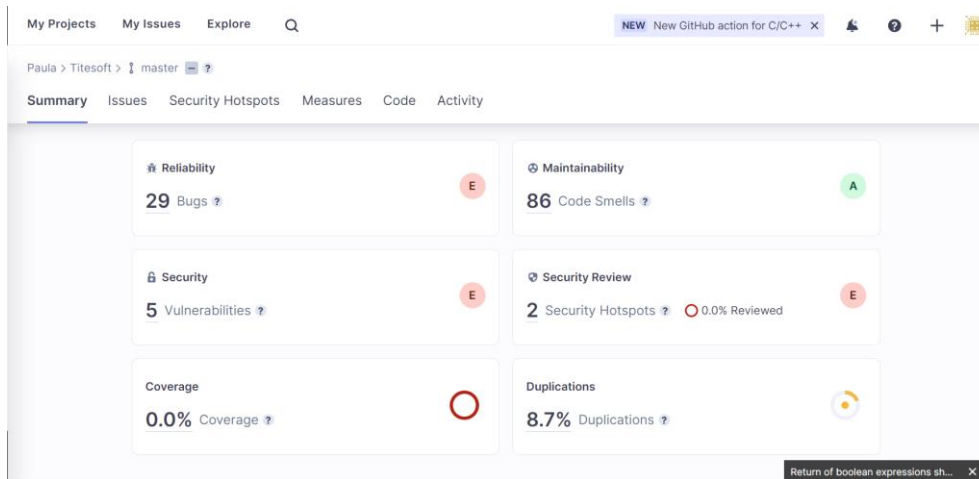 My Projects My Issues Explore NEW New GitHub action for C/C++ X ? +
Paula > Titesoft > master ?
Summary Issues Security Hotspots Measures Code Activity
Reliability
29 Bugs ?
E
Maintainability
86 Code Smells ?
A
Security
5 Vulnerabilities ?
E
Security Review
2 Security Hotspots ? 0.0% Reviewed
E
Coverage
0.0% Coverage ?
Duplications
8.7% Duplications ?
Return of boolean expressions sh... X